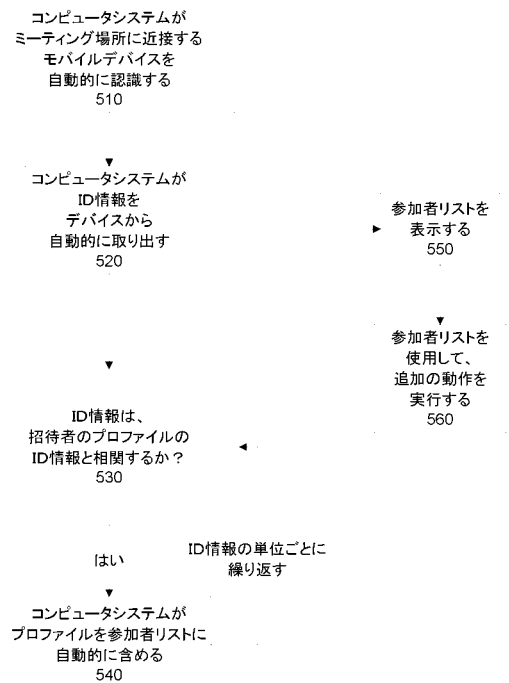 コンピュータシステムが
ミーティング場所に近接する
モバイルデバイスを
自動的に認識する
510
コンピュータシステムが
ID情報を
デバイスから
自動的に取り出す
520
ID情報は、
招待者のプロファイルの
ID情報と相関するか？
530
はい
ID情報の単位ごとに
繰り返す
コンピュータシステムが
プロファイルを参加者リストに
自動的に含める
540
参加者リストを
表示する
550
参加者リストを
使用して、
追加の動作を
実行する
560